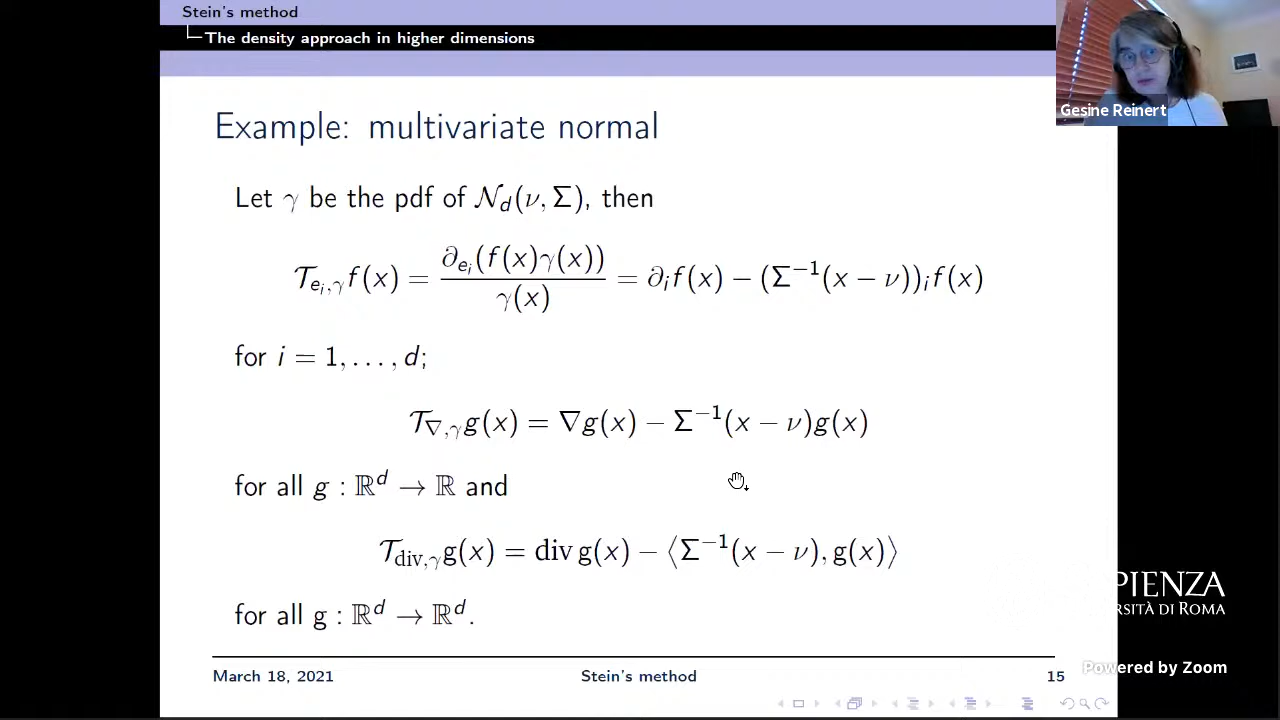 Stein's method
The density approach in higher dimensions
Gesine Reinert
Example: multivariate normal
Let γ be the pdf of 𝒩_d(ν, Σ), then
𝒯_{e_i,γ} f(x) = ∂_{e_i}(f(x)γ(x)) / γ(x) = ∂_i f(x) − (Σ^{−1}(x − ν))_i f(x)
for i = 1, . . . , d;
𝒯_{∇,γ} g(x) = ∇g(x) − Σ^{−1}(x − ν)g(x)
for all g : ℝ^d → ℝ and
𝒯_{div,γ} g(x) = div g(x) − ⟨Σ^{−1}(x − ν), g(x)⟩
for all g : ℝ^d → ℝ^d.
PIENZA
RSITÀ DI ROMA
March 18, 2021
Stein's method
15
Powered by Zoom